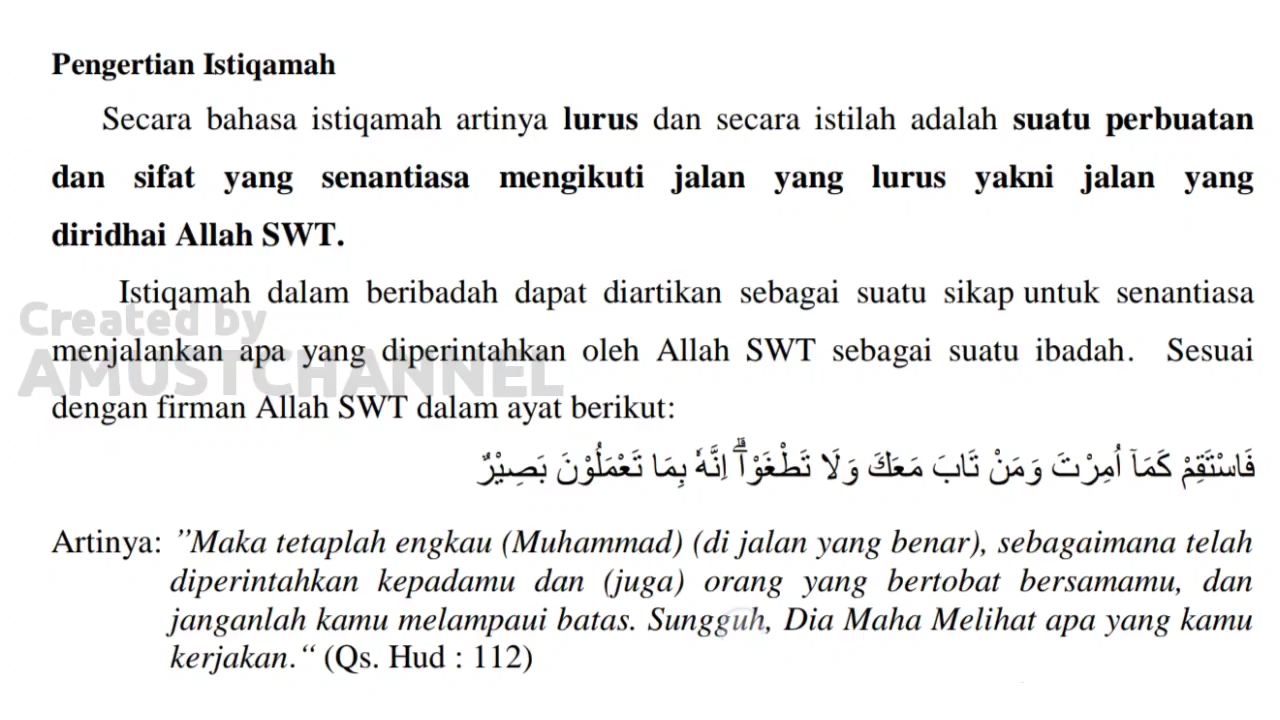 Pengertian Istiqamah
Secara bahasa istiqamah artinya lurus dan secara istilah adalah suatu perbuatan
dan sifat yang senantiasa mengikuti jalan yang lurus yakni jalan yang
diridhai Allah SWT.
Istiqamah dalam beribadah dapat diartikan sebagai suatu sikap untuk senantiasa
Created by
menjalankan apa yang diperintahkan oleh Allah SWT sebagai suatu ibadah. Sesuai
AMUSTCHANNEL
dengan firman Allah SWT dalam ayat berikut:
فَاسْتَقِمْ كَمَآ اُمِرْتَ وَمَنْ تَابَ مَعَكَ وَلَا تَطْغَوْاۗ اِنَّهٗ بِمَا تَعْمَلُوْنَ بَصِيْرٌ
Artinya: ”Maka tetaplah engkau (Muhammad) (di jalan yang benar), sebagaimana telah
diperintahkan kepadamu dan (juga) orang yang bertobat bersamamu, dan
janganlah kamu melampaui batas. Sungguh, Dia Maha Melihat apa yang kamu
kerjakan.“ (Qs. Hud : 112)